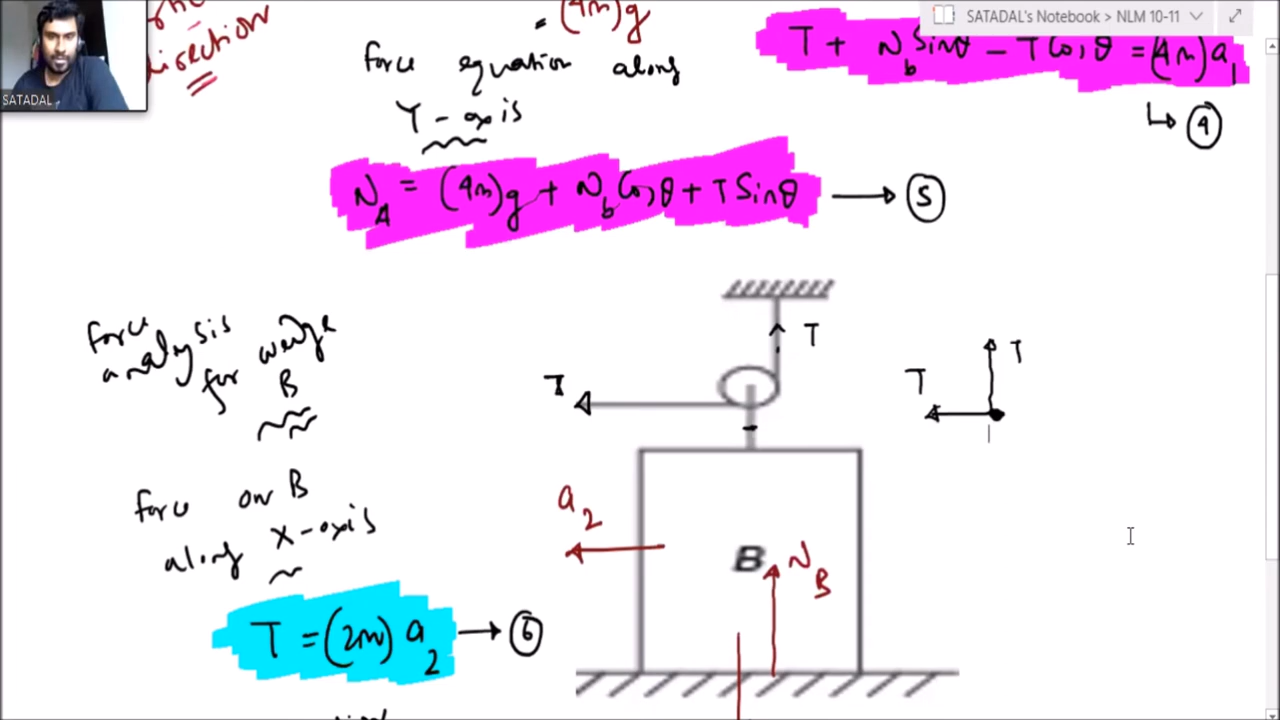 SATADAL's Notebook > NLM 10-11
direction
SATADAL
= (4m)g
force equation along
Y-axis
T + N_b Sinθ - T Cosθ = (4m)a_1
↳ 4
N_A = (4m)g + N_b Cosθ + T Sinθ → 5
force
analysis
for wedge
B
T
T
T
T
force on B
along X-axis
a_2
B
N_B
T = (2m) a_2 → 6